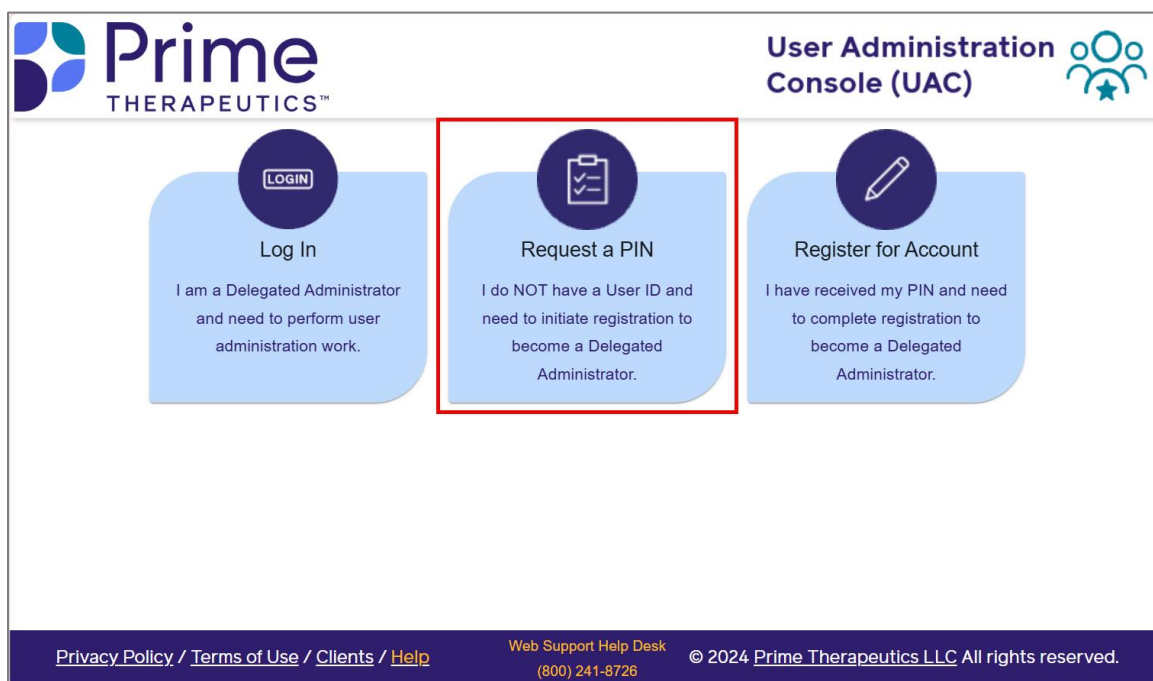 Prime
THERAPEUTICS™
User Administration
Console (UAC)
LOGIN
Log In
I am a Delegated Administrator
and need to perform user
administration work.
Request a PIN
I do NOT have a User ID and
need to initiate registration to
become a Delegated
Administrator.
Register for Account
I have received my PIN and need
to complete registration to
become a Delegated
Administrator.
Privacy Policy / Terms of Use / Clients / Help
Web Support Help Desk
(800) 241-8726
© 2024 Prime Therapeutics LLC All rights reserved.